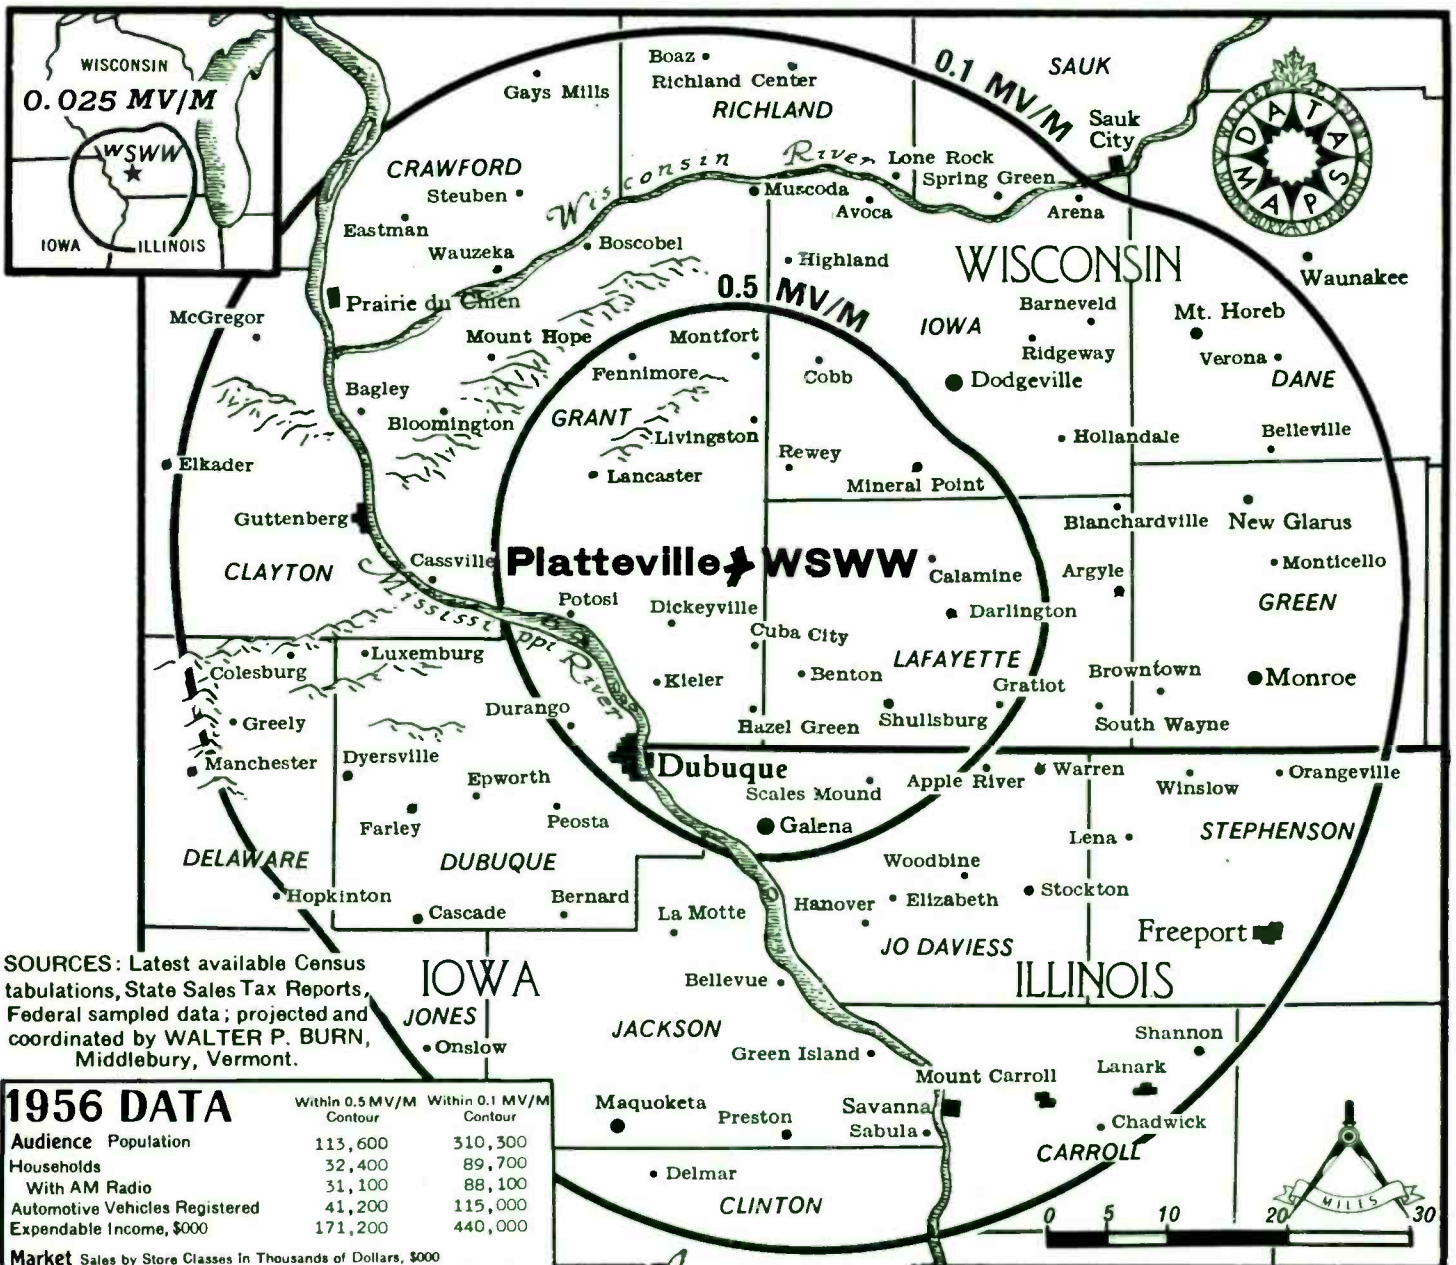 WISCONSIN
0.025 MV/M
WSWW
IOWA
ILLINOIS
0.1 MV/M
SAUK
Boaz
Richland Center
RICHLAND
Gays Mills
Sauk
City
WALTER P. BURN
DATAMAPS
MIDDLEBURY, VERMONT
CRAWFORD
Steuben
Wisconsin River
Lone Rock
Spring Green
Muscoda
Avoca
Arena
Eastman
Wauzeka
Boscobel
Highland
WISCONSIN
Waunakee
Prairie du Chien
0.5 MV/M
Barneveld
Mt. Horeb
McGregor
Mount Hope
Montfort
IOWA
Ridgeway
Verona
Fennimore
Cobb
Dodgeville
DANE
Bagley
Bloomington
GRANT
Livingston
Hollandale
Belleville
Elkader
Lancaster
Rewey
Mineral Point
Guttenberg
Blanchardville
New Glarus
CLAYTON
Cassville
Platteville WSWW
Calamine
Argyle
Monticello
Mississippi River
Potosi
Dickeyville
Darlington
GREEN
Cuba City
Luxemburg
Colesburg
Kieler
Benton
LAFAYETTE
Gratiot
Browntown
Monroe
Greely
Durango
Hazel Green
Shullsburg
South Wayne
Manchester
Dyersville
Epworth
Dubuque
Scales Mound
Apple River
Warren
Winslow
Orangeville
Farley
Peosta
Galena
Lena
STEPHENSON
DELAWARE
DUBUQUE
Woodbine
Hopkinton
Cascade
Bernard
La Motte
Hanover
Elizabeth
Stockton
JO DAVIESS
Freeport
SOURCES: Latest available Census
tabulations, State Sales Tax Reports,
Federal sampled data; projected and
coordinated by WALTER P. BURN,
Middlebury, Vermont.
IOWA
Bellevue
ILLINOIS
JONES
Onslow
JACKSON
Green Island
Shannon
Mount Carroll
Lanark
Maquoketa
Preston
Savanna
Sabula
Chadwick
CARROLL
Delmar
CLINTON
MILES
0 5 10 20 30
1956 DATA Within 0.5 MV/M Contour Within 0.1 MV/M Contour
Audience Population 113,600 310,300
Households 32,400 89,700
With AM Radio 31,100 88,100
Automotive Vehicles Registered 41,200 115,000
Expendable Income, $000 171,200 440,000
Market Sales by Store Classes In Thousands of Dollars, $000